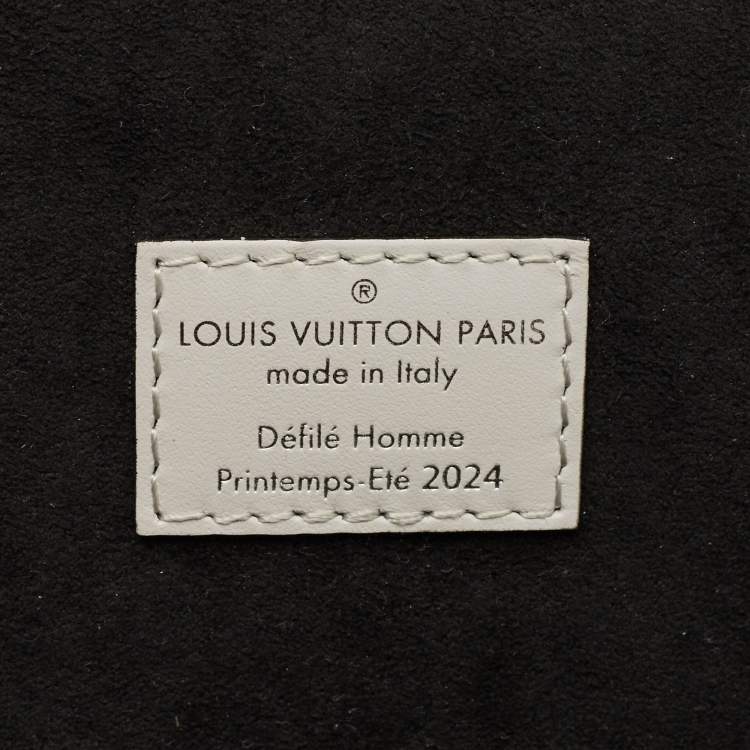 ®
LOUIS VUITTON PARIS
made in Italy
Défilé Homme
Printemps-Eté 2024